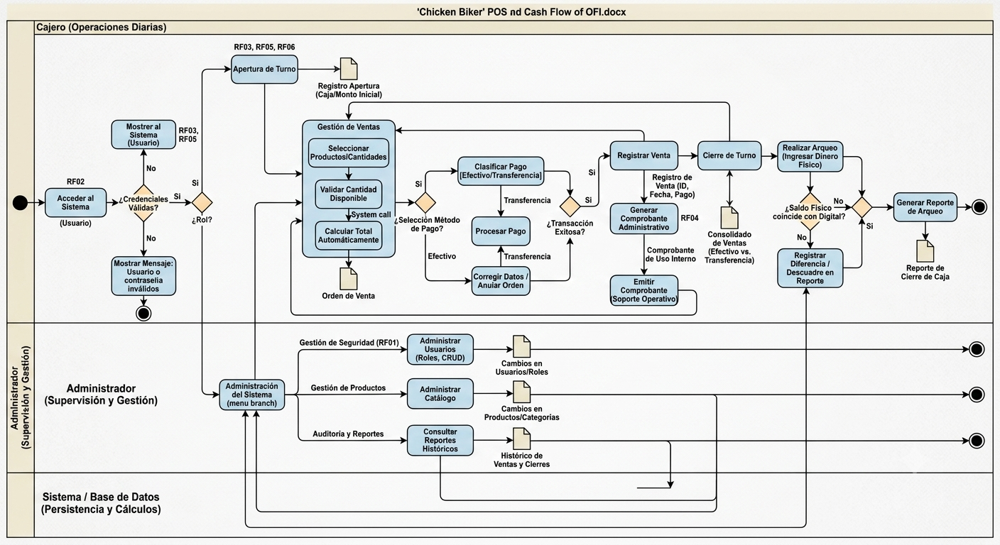 'Chicken Biker' POS nd Cash Flow of OFI.docx
Cajero (Operaciones Diarias)
RF03, RF05, RF06
Apertura de Turno
Registro Apertura
(Caja/Monto Inicial)
Mostrer al
Sistema
(Usuario)
RF03,
RF05
No
RF02
Acceder al
Sistema
(Usuario)
¿Credenciales
Válidas?
Si
Si
¿Rol?
No
Mostrar Mensaje:
Usuario o
contraselia
inválidos
Gestión de Ventas
Seleccionar
Produstos/Cantidades
Validar Cantidad
Disponible
System call
Calcular Total
Automáticamente
Orden de Venta
Si
¿Selección Método
de Pago?
Efectivo
Clasificar Pago
[Efectivo/Transferencia]
Transferencia
Procesar Pago
Transferencia
Corregir Datos /
Anuiar Orden
¿Transacción
Exitosa?
Si
Si
Registrar Venta
Registro de
Venta (ID,
Fecha, Pago)
Generar
Comprobante
Administrativo
RF04
Comprobante
de Uso Interno
Emitir
Comprobante
(Soporte Operativo)
Cierre de Turno
Consolidado
de Ventas
(Efectivo vs.
Transferencia)
Realizar Arqueo
(Ingresar Dinero
Fisico)
¿Saldo Fisico
coincide con Digital?
No
No
Si
Registrar
Diferencia /
Descuadre en
Reporte
Generar Reporte
de Arqueo
Reporte de
Cierre de Caja
Administrador
(Supervisión y Gestión)
Administrador
(Supervisión y Gestión)
Administración
del Sistema
(menu branch)
Gestión de Seguridad (RF01)
Administrar
Usuarios
(Roles, CRUD)
Cambios en
Usuarios/Roles
Gestión de Productos
Administrar
Catálogo
Cambios en
Productos/Categorias
Auditoría y Reportes
Consultar
Reportes
Históricos
Histórico de
Ventas y Cierres
Sistema / Base de Datos
(Persistencia y Cálculos)